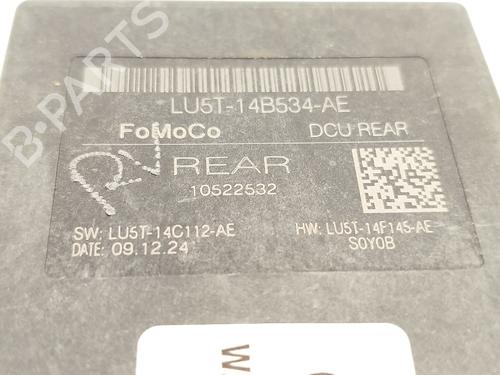 LU5T-14B534-AE
FoMoCo DCU REAR
REAR
10522532
SW: LU5T-14C112-AE HW: LU5T-14F145-AE
DATE: 09.12.24 S0Y0B
B-PARTS
W